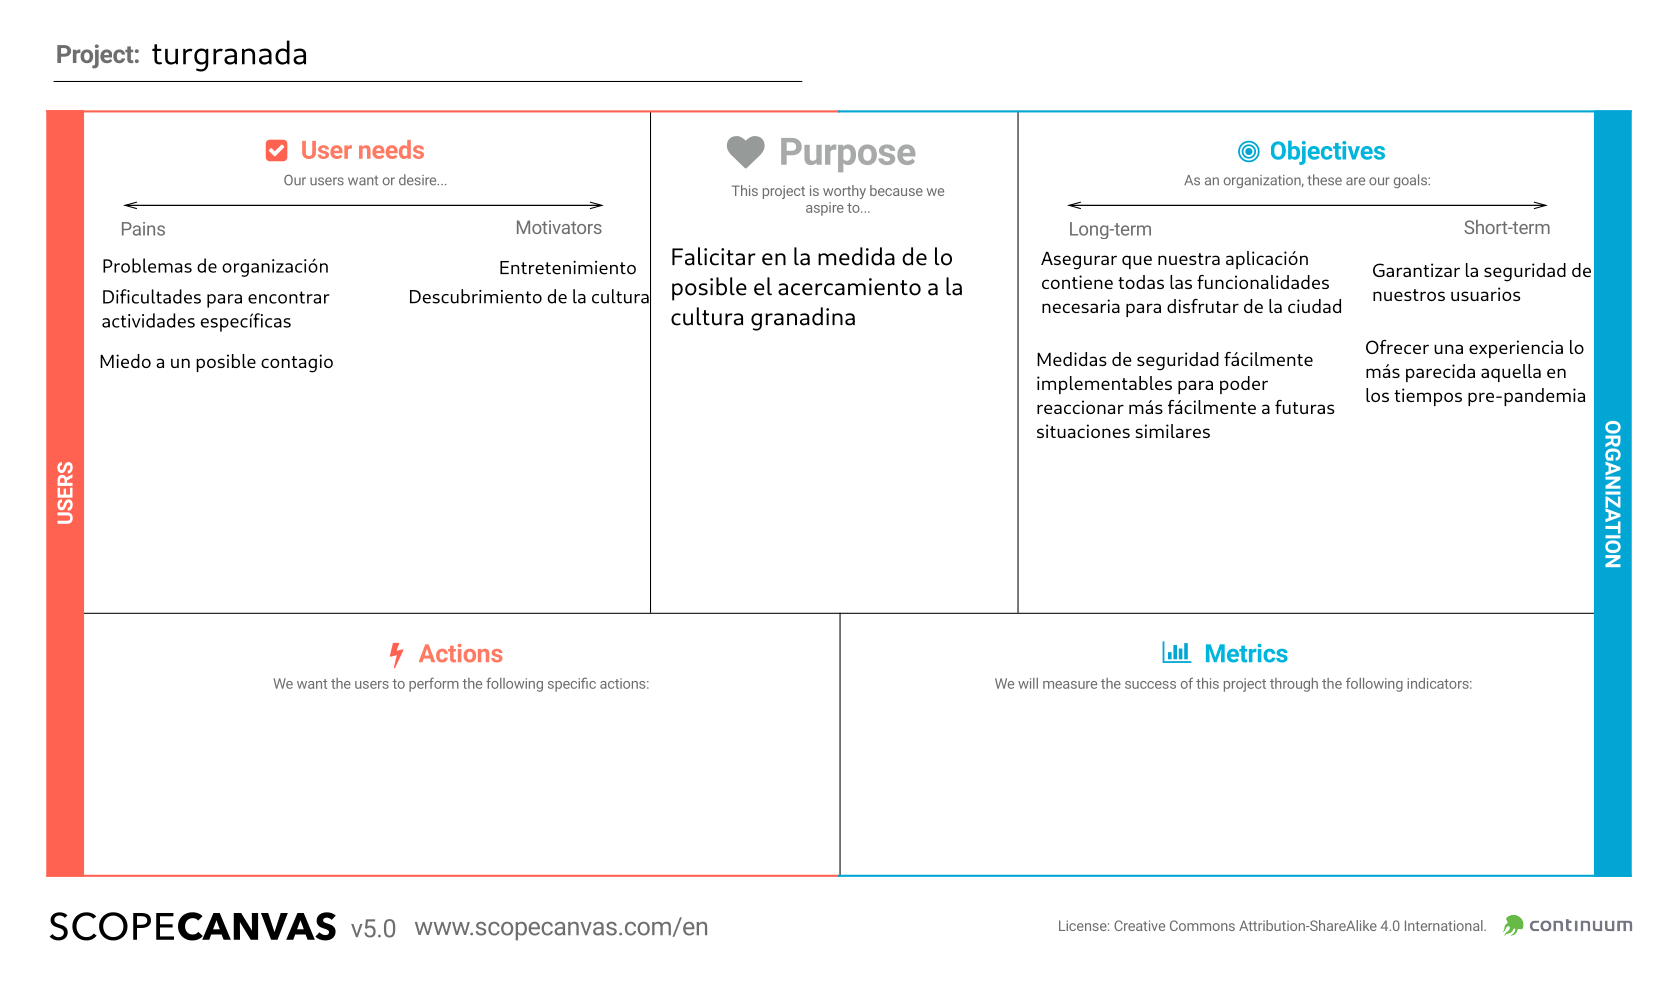 Project: turgranada
User needs
Our users want or desire...
Pains
Motivators
Problemas de organización
Dificultades para encontrar
actividades específicas
Miedo a un posible contagio
Entretenimiento
Descubrimiento de la cultura
Purpose
This project is worthy because we
aspire to...
Falicitar en la medida de lo
posible el acercamiento a la
cultura granadina
Objectives
As an organization, these are our goals:
Long-term
Short-term
Asegurar que nuestra aplicación
contiene todas las funcionalidades
necesaria para disfrutar de la ciudad
Medidas de seguridad fácilmente
implementables para poder
reaccionar más fácilmente a futuras
situaciones similares
Garantizar la seguridad de
nuestros usuarios
Ofrecer una experiencia lo
más parecida aquella en
los tiempos pre-pandemia
USERS
ORGANIZATION
Actions
We want the users to perform the following specific actions:
Metrics
We will measure the success of this project through the following indicators:
SCOPECANVAS v5.0 www.scopecanvas.com/en
License: Creative Commons Attribution-ShareAlike 4.0 International.
continuum